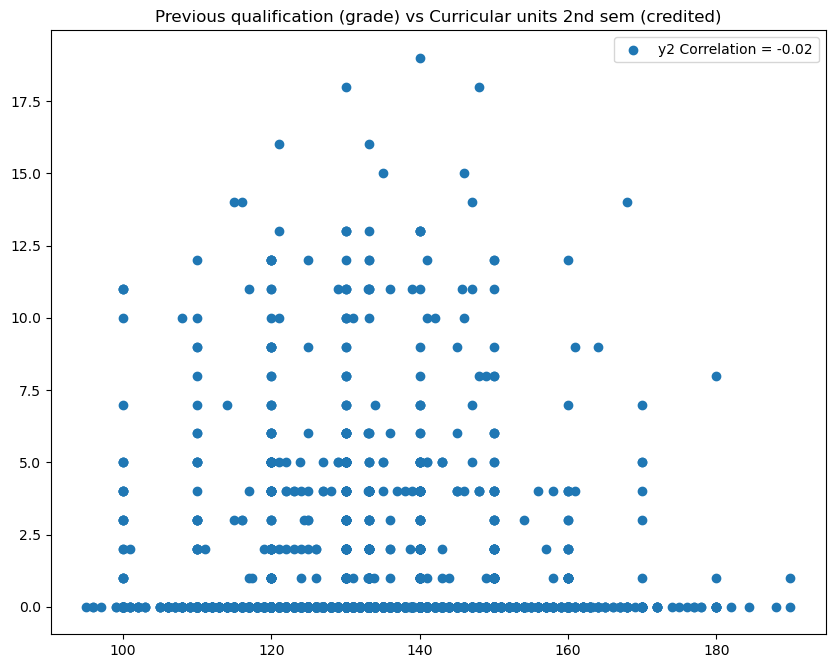 Previous qualification (grade) vs Curricular units 2nd sem (credited)
y2 Correlation = -0.02
17.5
15.0
12.5
10.0
7.5
5.0
2.5
0.0
100 120 140 160 180